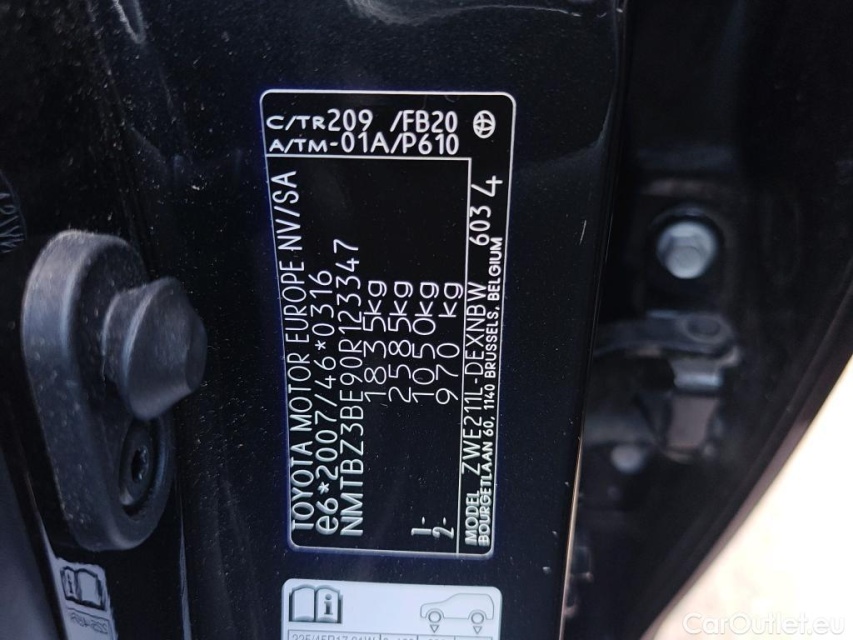 C/TR209 /FB20
A/TM-01A/P610
TOYOTA MOTOR EUROPE NV/SA
e6*2007/46*0316
NMTBZ3BE90R123347
1835kg
2585kg
1- 1050kg
2- 970 kg
MODEL ZWE211L-DEXNBW 603 4
BOURGETLAAN 60, 1140 BRUSSELS, BELGIUM
CarOutlet.eu